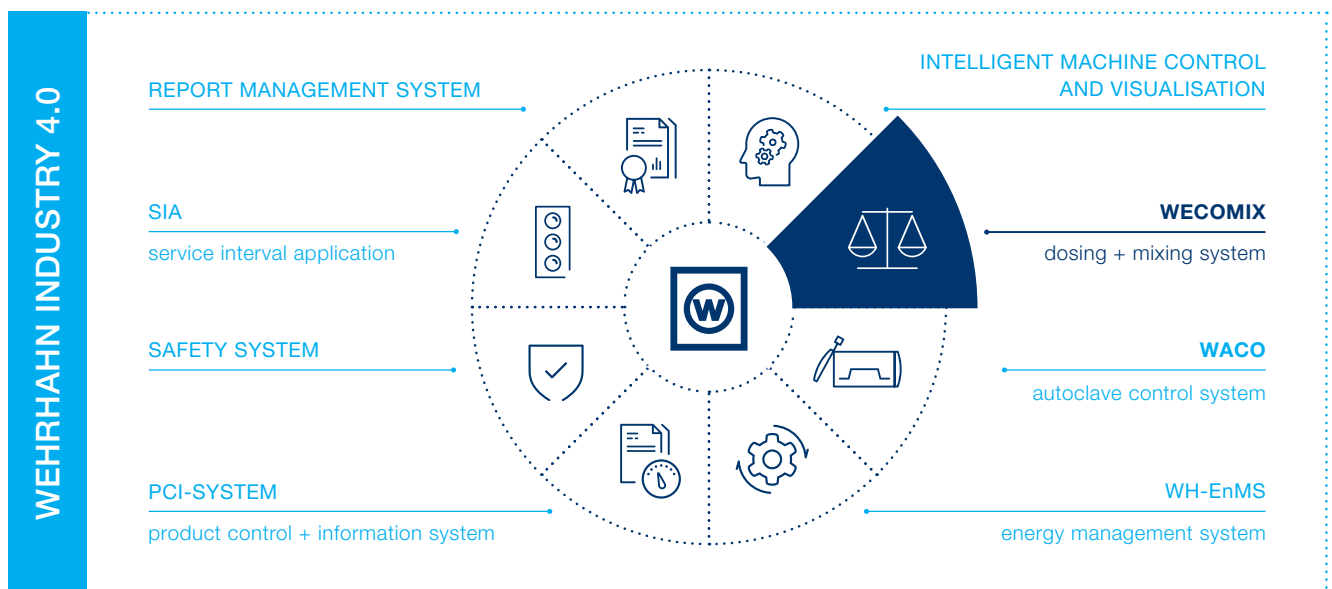 WEHRHAHN INDUSTRY 4.0
REPORT MANAGEMENT SYSTEM
SIA
service interval application
SAFETY SYSTEM
PCI-SYSTEM
product control + information system
INTELLIGENT MACHINE CONTROL
AND VISUALISATION
WECOMIX
dosing + mixing system
WACO
autoclave control system
WH-EnMS
energy management system
W